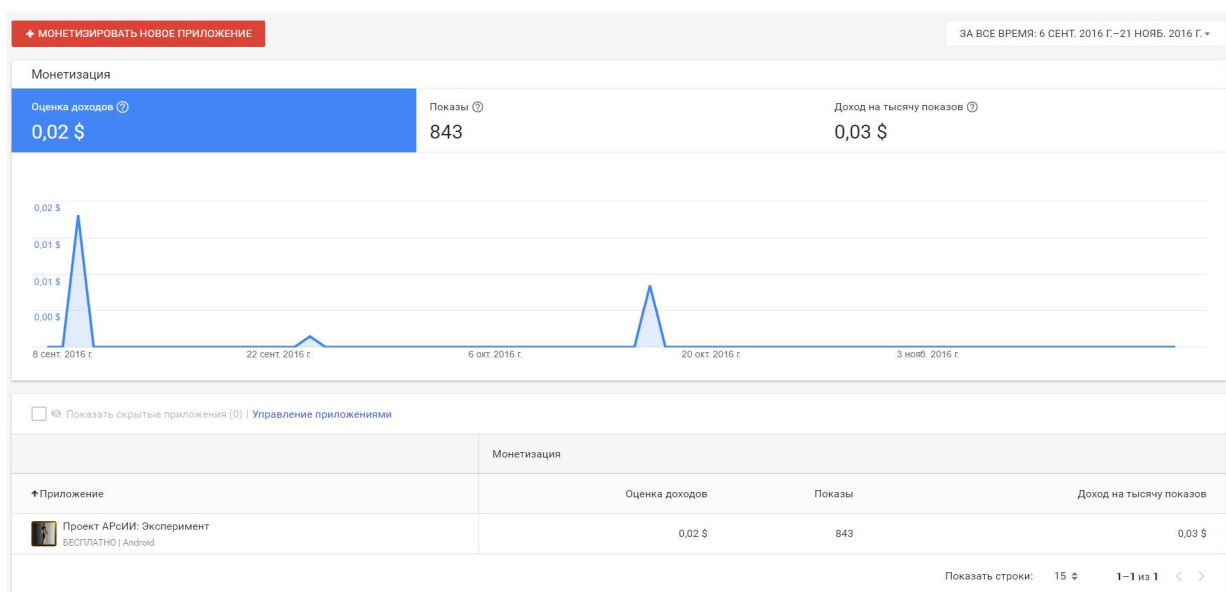 + МОНЕТИЗИРОВАТЬ НОВОЕ ПРИЛОЖЕНИЕ
ЗА ВСЕ ВРЕМЯ: 6 СЕНТ. 2016 Г.–21 НОЯБ. 2016 Г.
Монетизация
Оценка доходов ?
Показы ?
Доход на тысячу показов ?
0,02 $
843
0,03 $
0,02 $
0,01 $
0,01 $
0,00 $
8 сент. 2016 г.
22 сент. 2016 г.
6 окт. 2016 г.
20 окт. 2016 г.
3 нояб. 2016 г.
Показать скрытые приложения (0) | Управление приложениями
Монетизация
Приложение
Оценка доходов
Показы
Доход на тысячу показов
Проект АРсИИ: Эксперимент
БЕСПЛАТНО | Android
0,02 $
843
0,03 $
Показать строки: 15
1–1 из 1